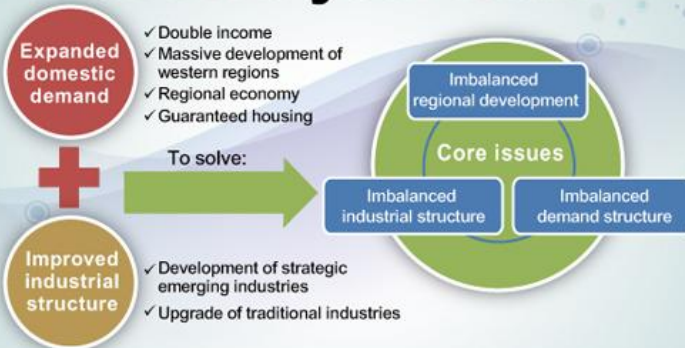 Expanded
domestic
demand
✓ Double income
✓ Massive development of
western regions
✓ Regional economy
✓ Guaranteed housing
To solve:
Improved
industrial
structure
✓ Development of strategic
emerging industries
✓ Upgrade of traditional industries
Imbalanced
regional development
Core issues
Imbalanced
industrial structure
Imbalanced
demand structure